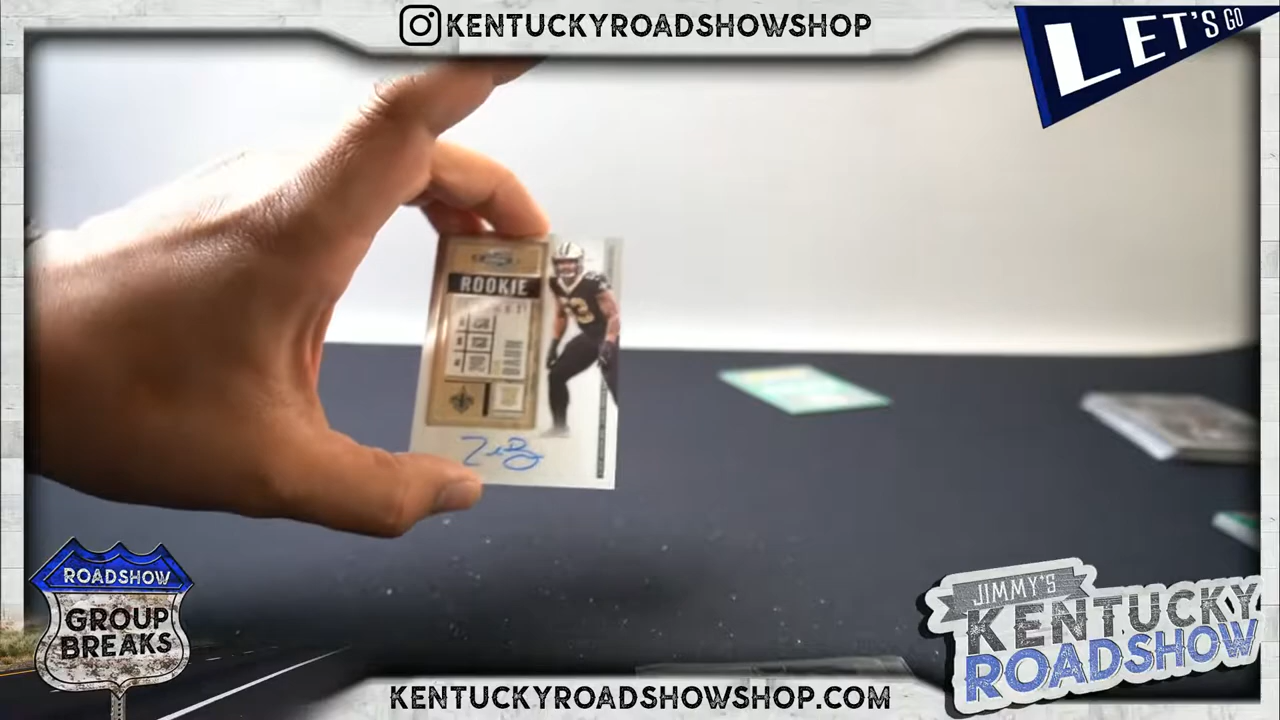 KENTUCKYROADSHOWSHOP
LET'S GO
ROOKIE
ROADSHOW
GROUP
BREAKS
JIMMY'S
KENTUCKY
ROADSHOW
KENTUCKYROADSHOWSHOP.COM